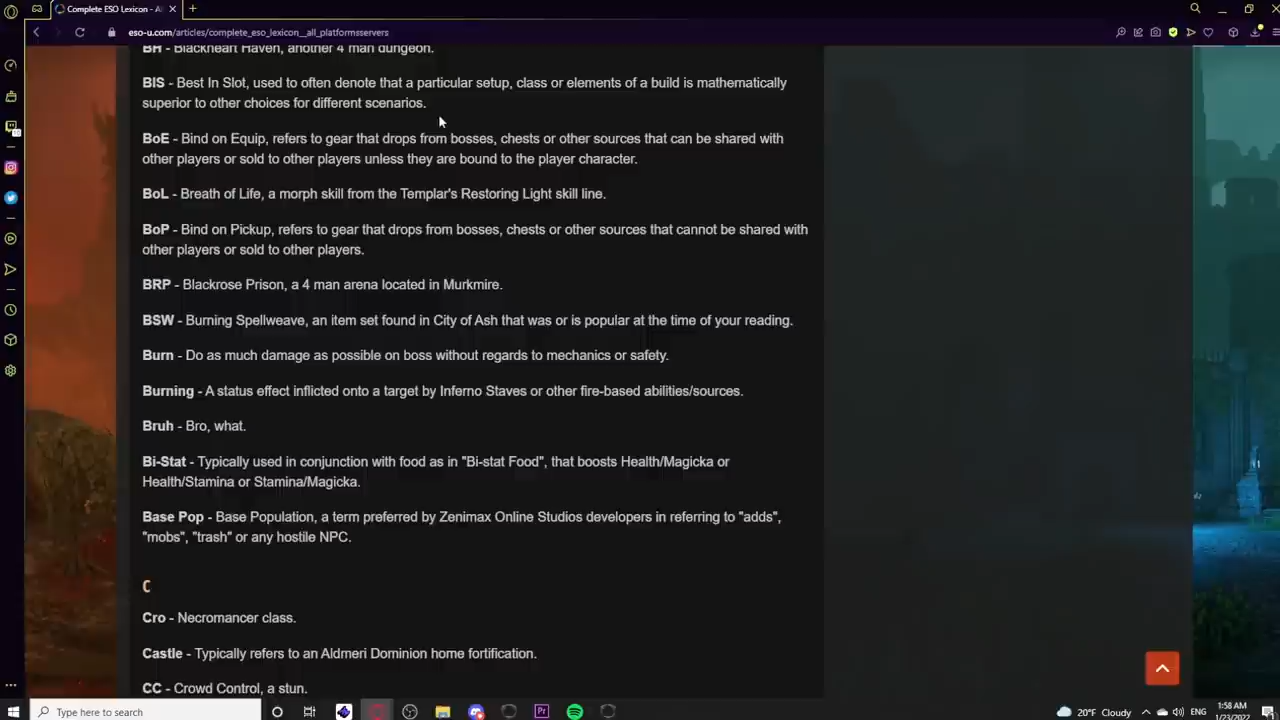 Complete ESO Lexicon -
eso-u.com/articles/complete_eso_lexicon__all_platformsservers
BH - Blackheart Haven, another 4 man dungeon.
BIS - Best In Slot, used to often denote that a particular setup, class or elements of a build is mathematically
superior to other choices for different scenarios.
BoE - Bind on Equip, refers to gear that drops from bosses, chests or other sources that can be shared with
other players or sold to other players unless they are bound to the player character.
BoL - Breath of Life, a morph skill from the Templar's Restoring Light skill line.
BoP - Bind on Pickup, refers to gear that drops from bosses, chests or other sources that cannot be shared with
other players or sold to other players.
BRP - Blackrose Prison, a 4 man arena located in Murkmire.
BSW - Burning Spellweave, an item set found in City of Ash that was or is popular at the time of your reading.
Burn - Do as much damage as possible on boss without regards to mechanics or safety.
Burning - A status effect inflicted onto a target by Inferno Staves or other fire-based abilities/sources.
Bruh - Bro, what.
Bi-Stat - Typically used in conjunction with food as in "Bi-stat Food", that boosts Health/Magicka or
Health/Stamina or Stamina/Magicka.
Base Pop - Base Population, a term preferred by Zenimax Online Studios developers in referring to "adds",
"mobs", "trash" or any hostile NPC.
C
Cro - Necromancer class.
Castle - Typically refers to an Aldmeri Dominion home fortification.
CC - Crowd Control, a stun.
Type here to search
Pr
20°F Cloudy
ENG
1:58 AM
1/23/2022